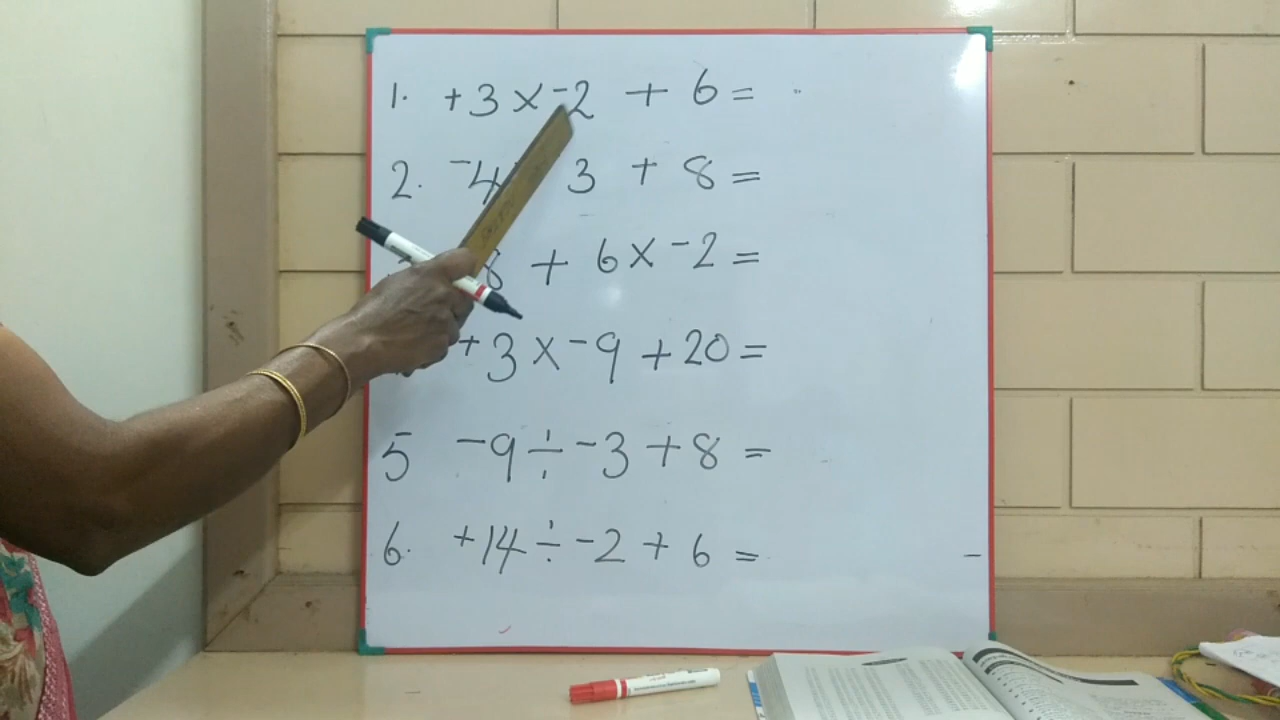 1. +3 × -2 + 6 =
2. -4 3 + 8 =
8 + 6 × -2 =
+3 × -9 + 20 =
5 -9 ÷ -3 + 8 =
6. +14 ÷ -2 + 6 =